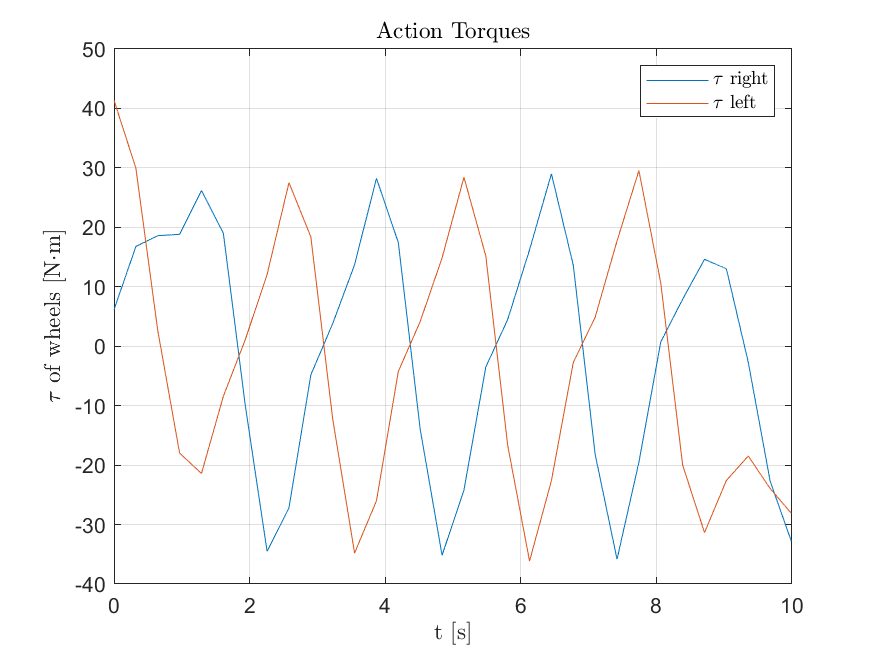 Action Torques
τ right
τ left
50
40
30
20
10
0
-10
-20
-30
-40
τ of wheels [N·m]
0 2 4 6 8 10
t [s]